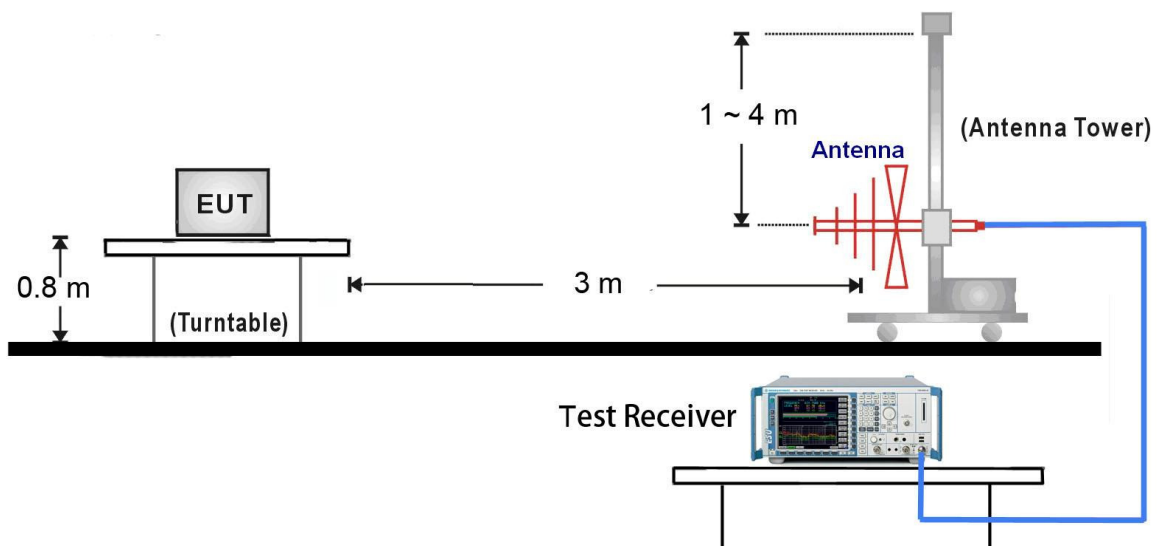 1 ~ 4 m
(Antenna Tower)
Antenna
EUT
0.8 m
3 m
(Turntable)
Test Receiver